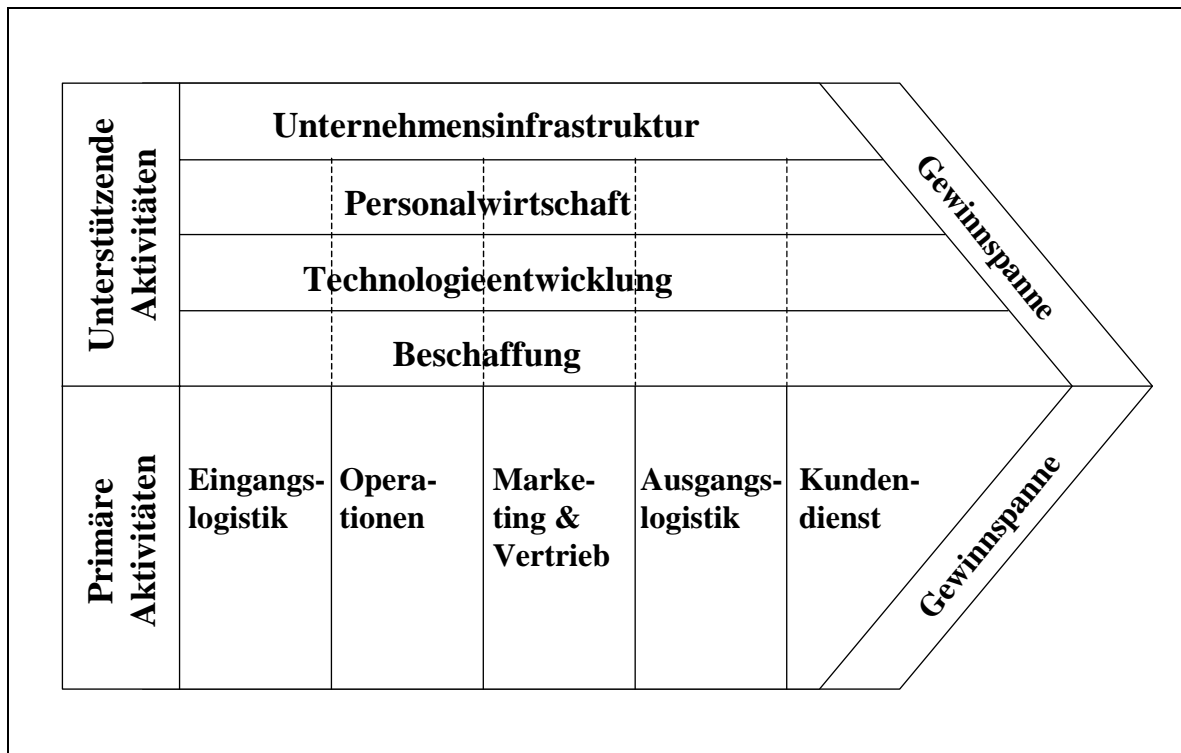 Unterstützende
Aktivitäten
Unternehmensinfrastruktur
Personalwirtschaft
Technologieentwicklung
Beschaffung
Gewinnspanne
Primäre
Aktivitäten
Eingangs-
logistik
Opera-
tionen
Marke-
ting &
Vertrieb
Ausgangs-
logistik
Kunden-
dienst
Gewinnspanne